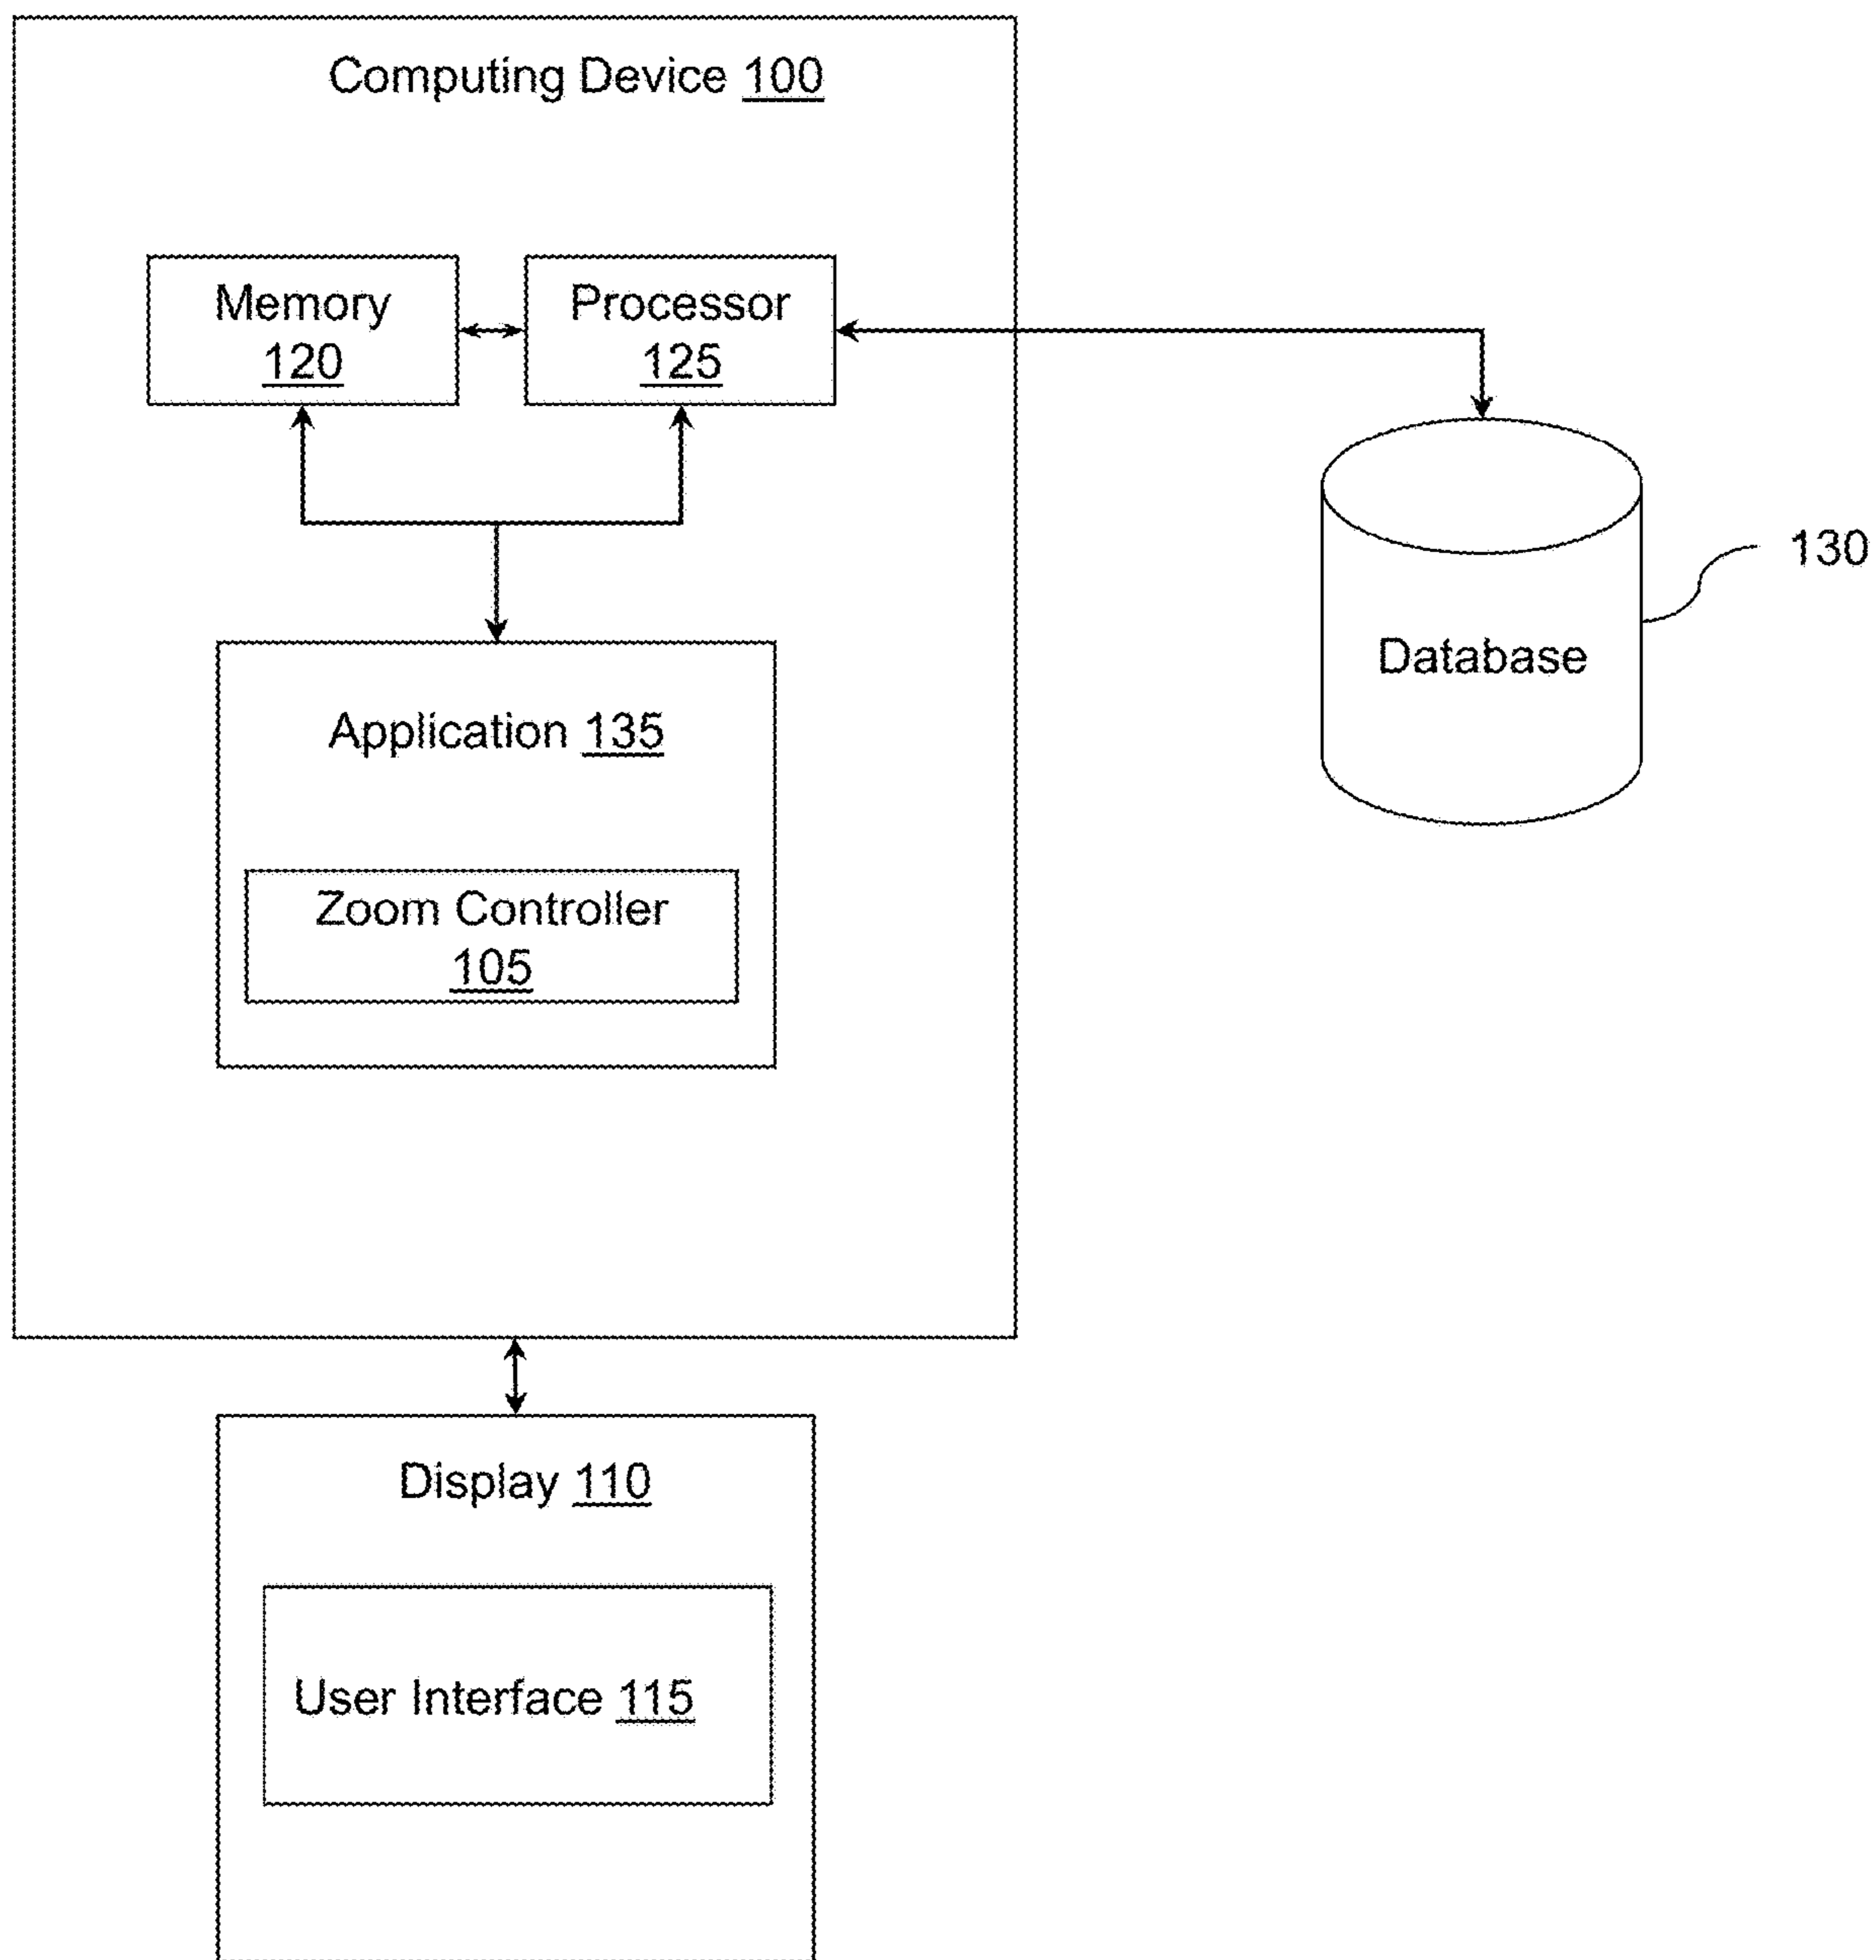 Computing Device 100
Memory
120
Processor
125
130
Database
Application 135
Zoom Controller
105
Display 110
User Interface 115